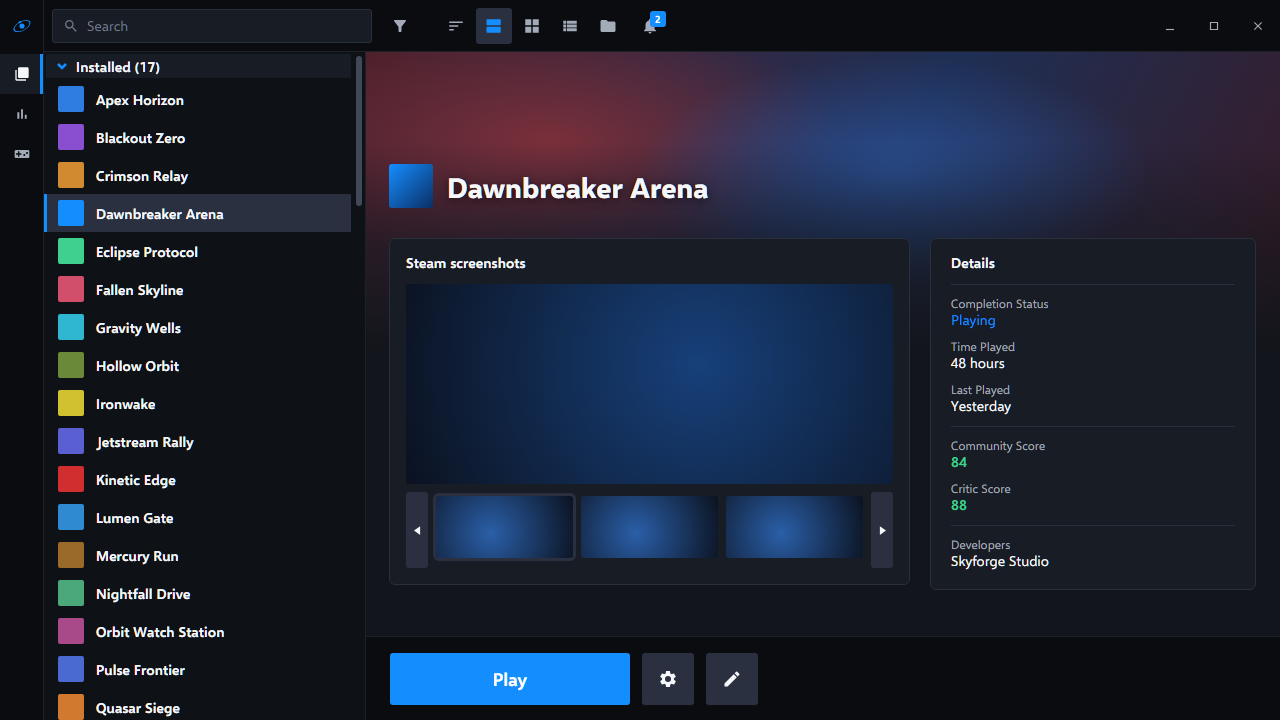 Search
2
Installed (17)
Apex Horizon
Blackout Zero
Crimson Relay
Dawnbreaker Arena
Eclipse Protocol
Fallen Skyline
Gravity Wells
Hollow Orbit
Ironwake
Jetstream Rally
Kinetic Edge
Lumen Gate
Mercury Run
Nightfall Drive
Orbit Watch Station
Pulse Frontier
Quasar Siege
Dawnbreaker Arena
Steam screenshots
Details
Completion Status
Playing
Time Played
48 hours
Last Played
Yesterday
Community Score
84
Critic Score
88
Developers
Skyforge Studio
Play